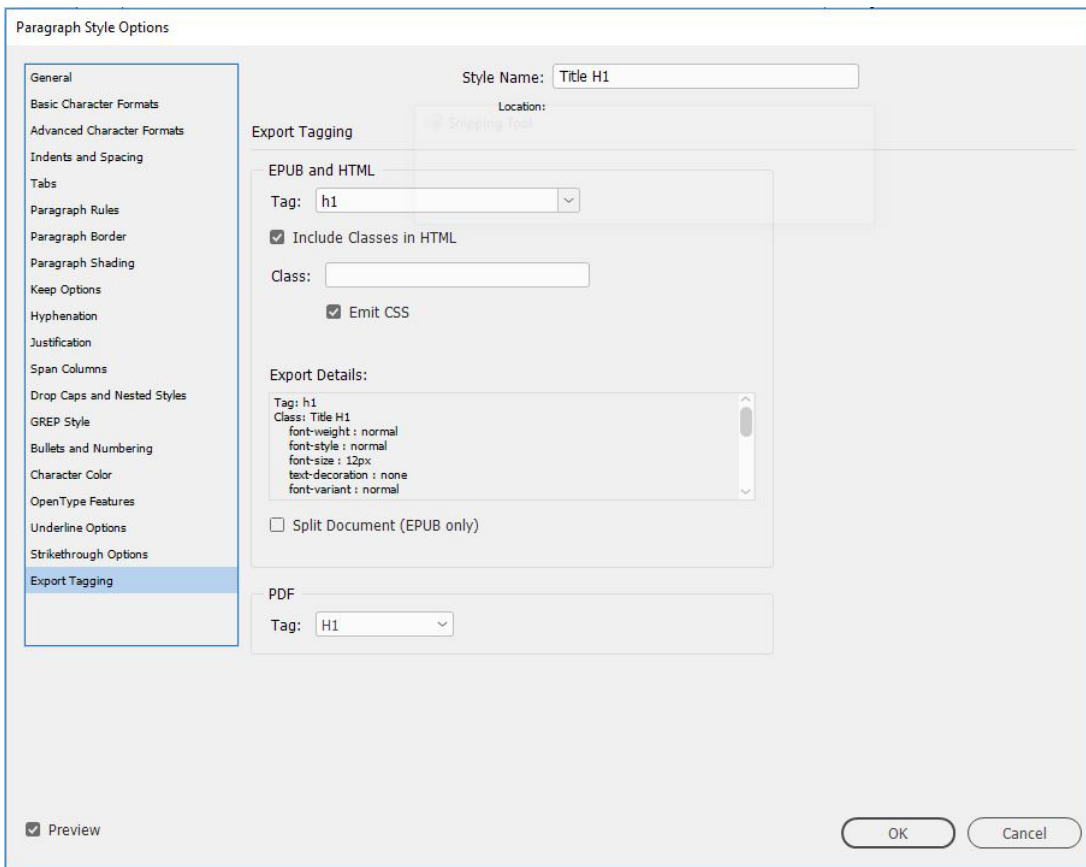 Paragraph Style Options
General
Basic Character Formats
Advanced Character Formats
Indents and Spacing
Tabs
Paragraph Rules
Paragraph Border
Paragraph Shading
Keep Options
Hyphenation
Justification
Span Columns
Drop Caps and Nested Styles
GREP Style
Bullets and Numbering
Character Color
OpenType Features
Underline Options
Strikethrough Options
Export Tagging
Style Name: Title H1
Location:
Snipping Tool
Export Tagging
EPUB and HTML
Tag: h1
Include Classes in HTML
Class:
Emit CSS
Export Details:
Tag: h1
Class: Title H1
font-weight : normal
font-style : normal
font-size : 12px
text-decoration : none
font-variant : normal
Split Document (EPUB only)
PDF
Tag: H1
Preview
OK
Cancel